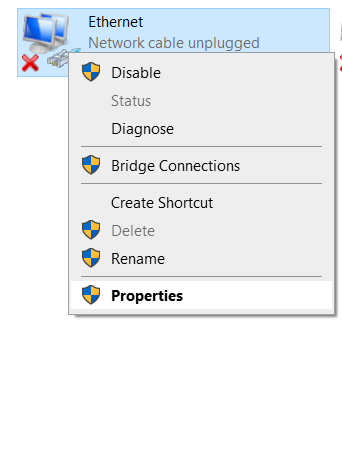 Ethernet
Network cable unplugged
Disable
Status
Diagnose
Bridge Connections
Create Shortcut
Delete
Rename
Properties